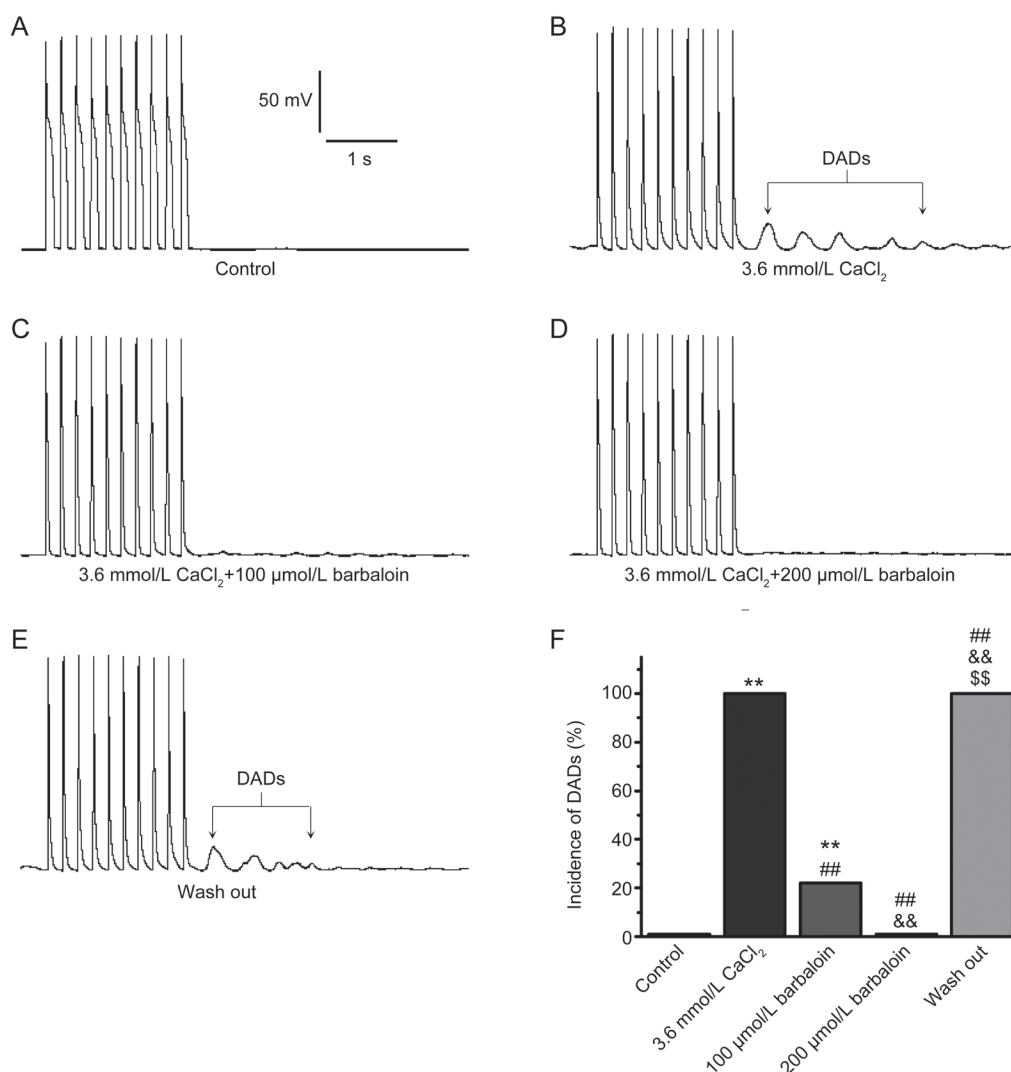 A
50 mV
1 s
Control
B
DADs
3.6 mmol/L CaCl₂
C
3.6 mmol/L CaCl₂+100 µmol/L barbaloin
D
3.6 mmol/L CaCl₂+200 µmol/L barbaloin
E
DADs
Wash out
F
Incidence of DADs (%)
100
80
60
40
20
0
**
**
##
##
&&
##
&&
$$
Control
3.6 mmol/L CaCl₂
100 µmol/L barbaloin
200 µmol/L barbaloin
Wash out